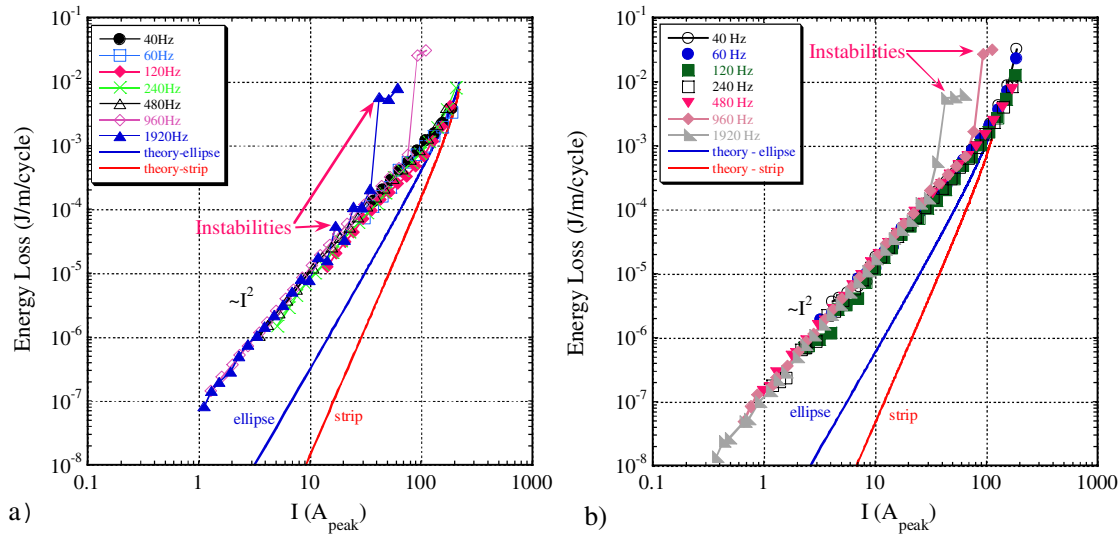 10⁰
10⁻¹
10⁻²
10⁻³
10⁻⁴
10⁻⁵
10⁻⁶
10⁻⁷
10⁻⁸
Energy Loss (J/m/cycle)
40Hz
60Hz
120Hz
240Hz
480Hz
960Hz
1920Hz
theory-ellipse
theory-strip
Instabilities
~I²
ellipse
strip
0.1 1 10 100 1000
a) I (A_peak)
10⁰
10⁻¹
10⁻²
10⁻³
10⁻⁴
10⁻⁵
10⁻⁶
10⁻⁷
10⁻⁸
Energy Loss (J/m/cycle)
40 Hz
60 Hz
120 Hz
240 Hz
480 Hz
960 Hz
1920 Hz
theory - ellipse
theory - strip
Instabilities
~I²
ellipse
strip
0.1 1 10 100 1000
b) I (A_peak)